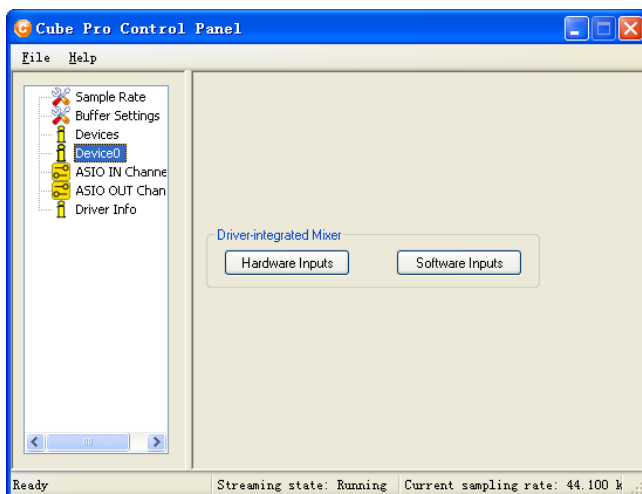 Cube Pro Control Panel
File Help
Sample Rate
Buffer Settings
Devices
Device0
ASIO IN Channe
ASIO OUT Chan
Driver Info
Driver-integrated Mixer
Hardware Inputs Software Inputs
Ready Streaming state: Running Current sampling rate: 44.100 k